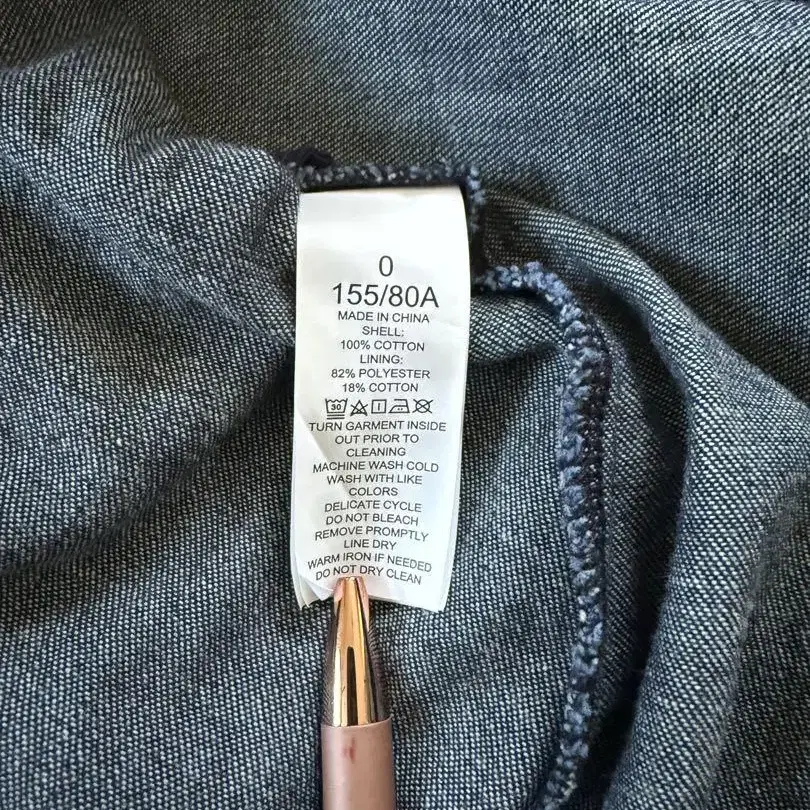 0
155/80A
MADE IN CHINA
SHELL:
100% COTTON
LINING:
82% POLYESTER
18% COTTON
30
TURN GARMENT INSIDE
OUT PRIOR TO
CLEANING
MACHINE WASH COLD
WASH WITH LIKE
COLORS
DELICATE CYCLE
DO NOT BLEACH
REMOVE PROMPTLY
LINE DRY
WARM IRON IF NEEDED
DO NOT DRY CLEAN